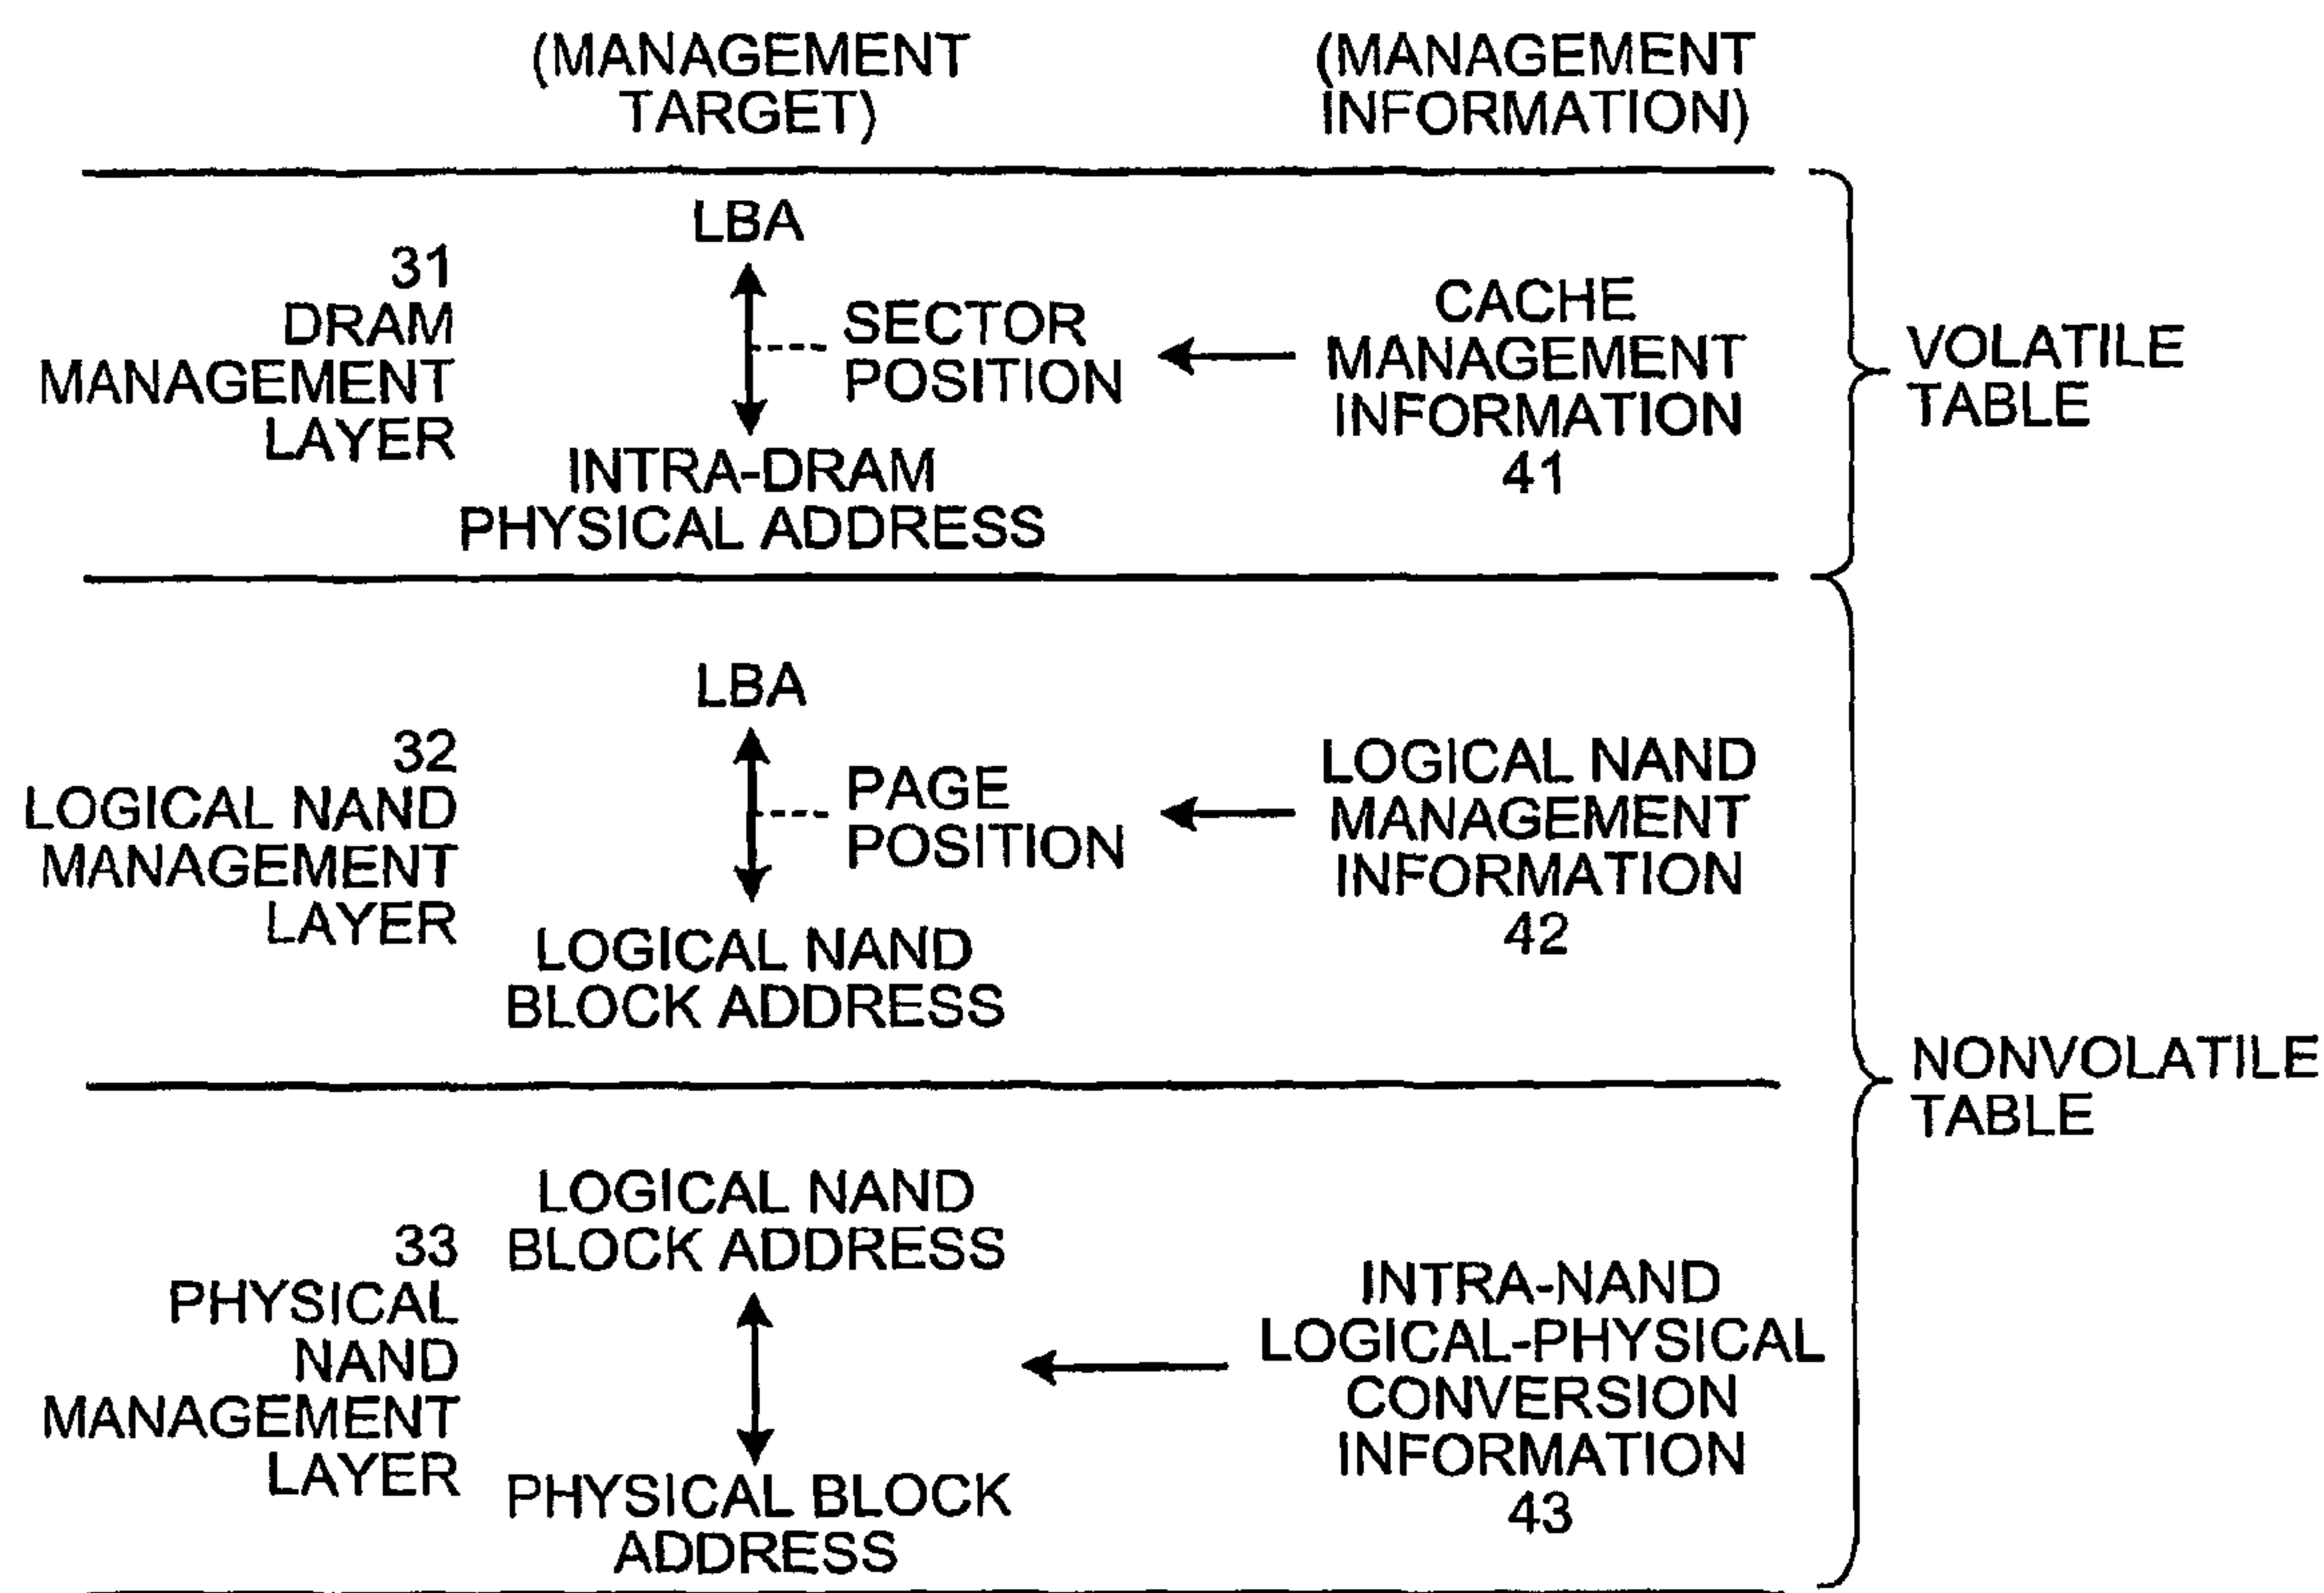 (MANAGEMENT
TARGET)
(MANAGEMENT
INFORMATION)
31
DRAM
MANAGEMENT
LAYER
LBA
SECTOR
POSITION
INTRA-DRAM
PHYSICAL ADDRESS
CACHE
MANAGEMENT
INFORMATION
41
VOLATILE
TABLE
32
LOGICAL NAND
MANAGEMENT
LAYER
LBA
PAGE
POSITION
LOGICAL NAND
BLOCK ADDRESS
LOGICAL NAND
MANAGEMENT
INFORMATION
42
NONVOLATILE
TABLE
33
PHYSICAL
NAND
MANAGEMENT
LAYER
LOGICAL NAND
BLOCK ADDRESS
PHYSICAL BLOCK
ADDRESS
INTRA-NAND
LOGICAL-PHYSICAL
CONVERSION
INFORMATION
43